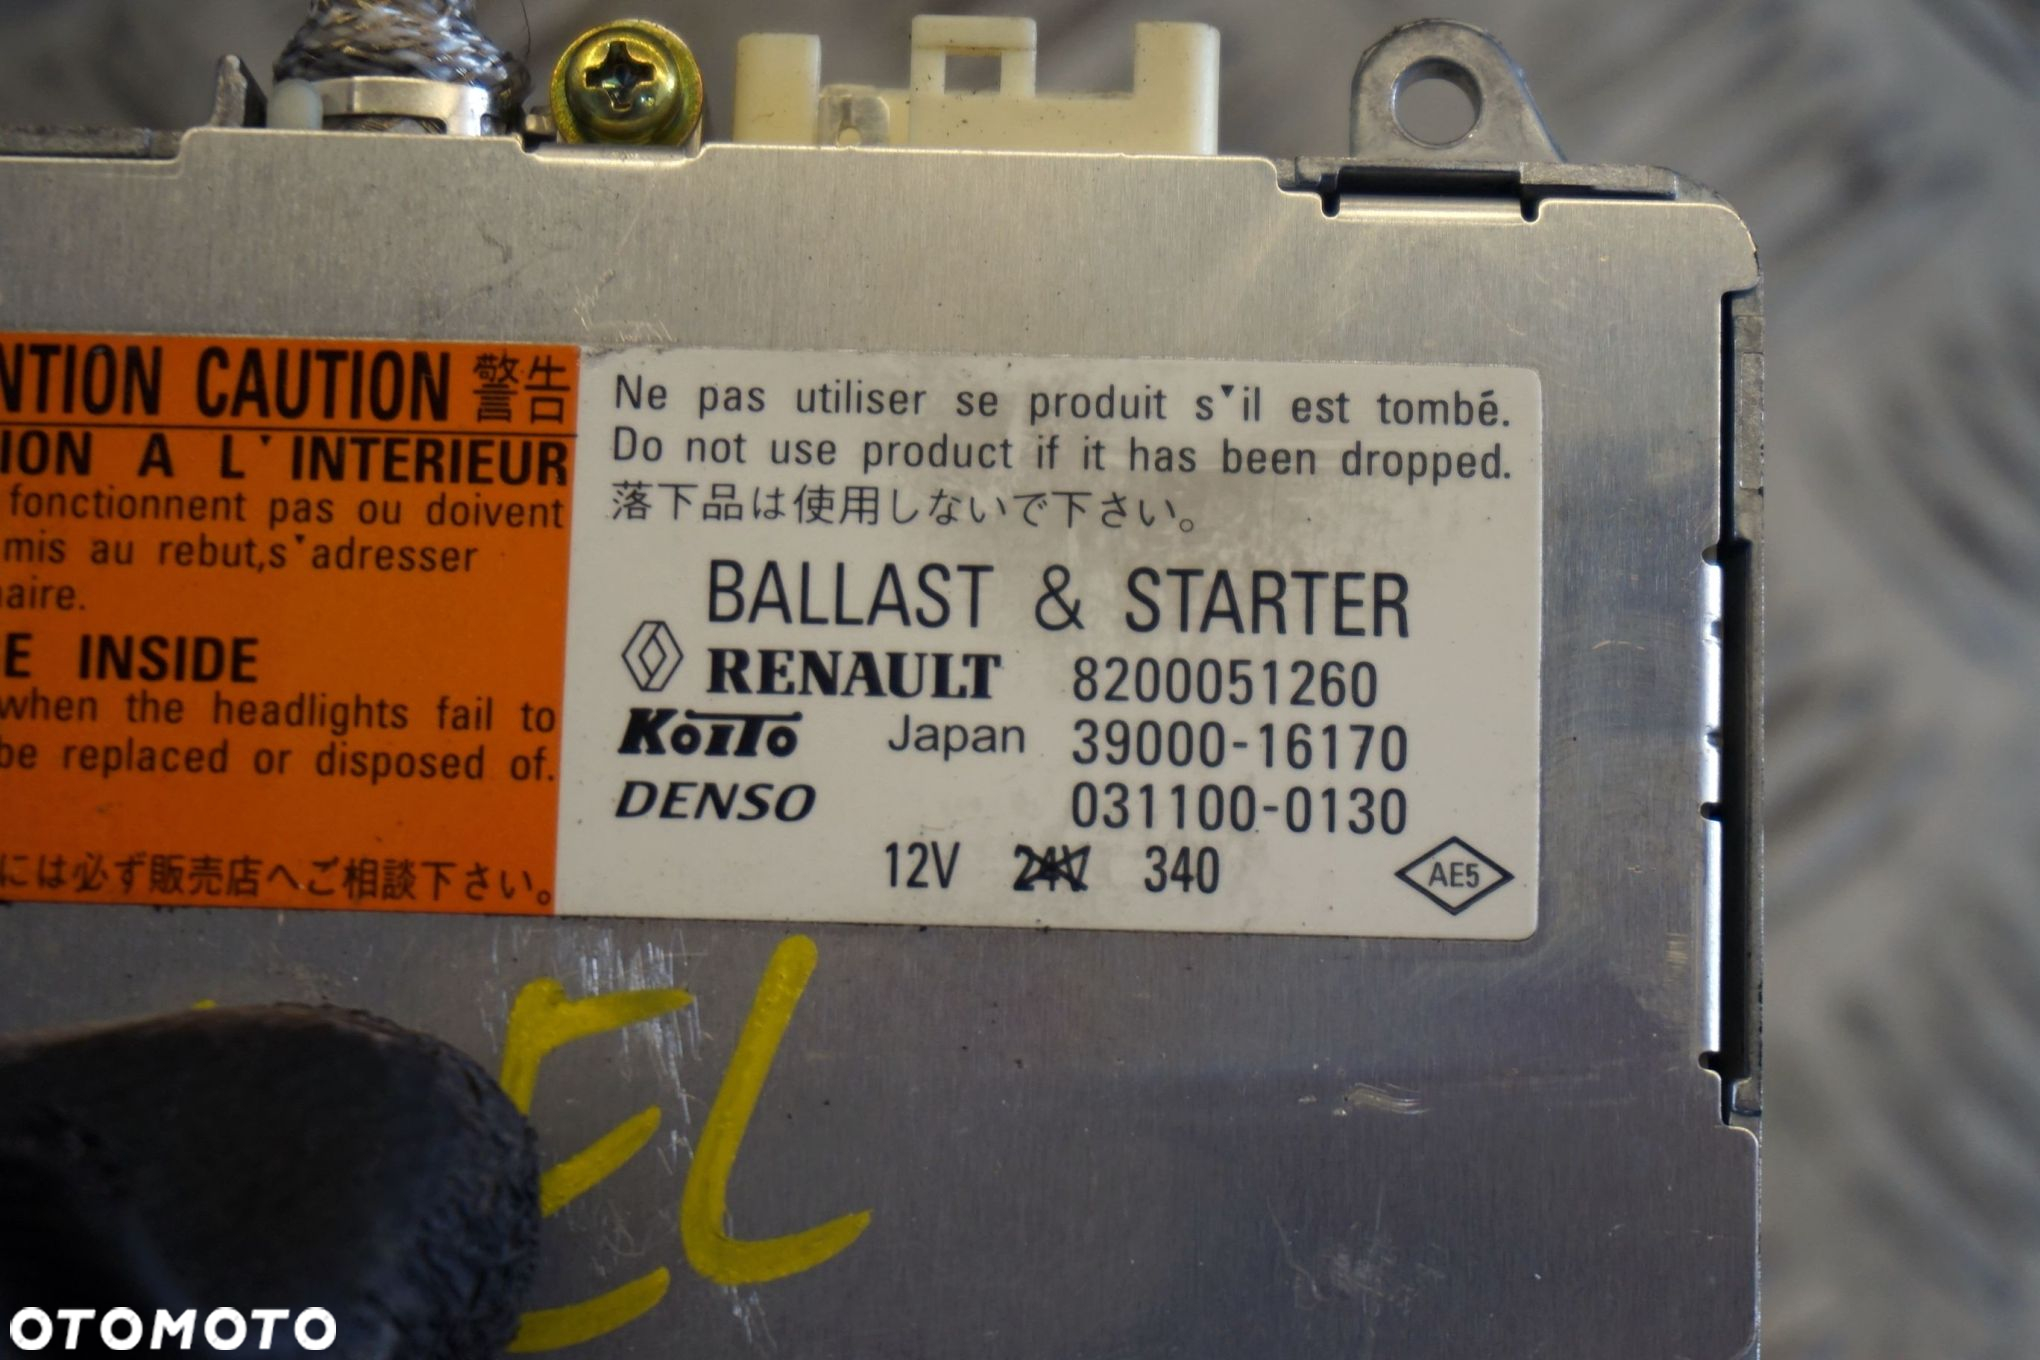 NTION CAUTION 警告
ION A L'INTERIEUR
fonctionnent pas ou doivent
mis au rebut,s'adresser
naire.
E INSIDE
when the headlights fail to
be replaced or disposed of.
には必ず販売店へご相談下さい。
Ne pas utiliser se produit s'il est tombé.
Do not use product if it has been dropped.
落下品は使用しないで下さい。
BALLAST & STARTER
RENAULT 8200051260
KOITO Japan 39000-16170
DENSO 031100-0130
12V 24V 340
AE5
EL
OTOMOTO